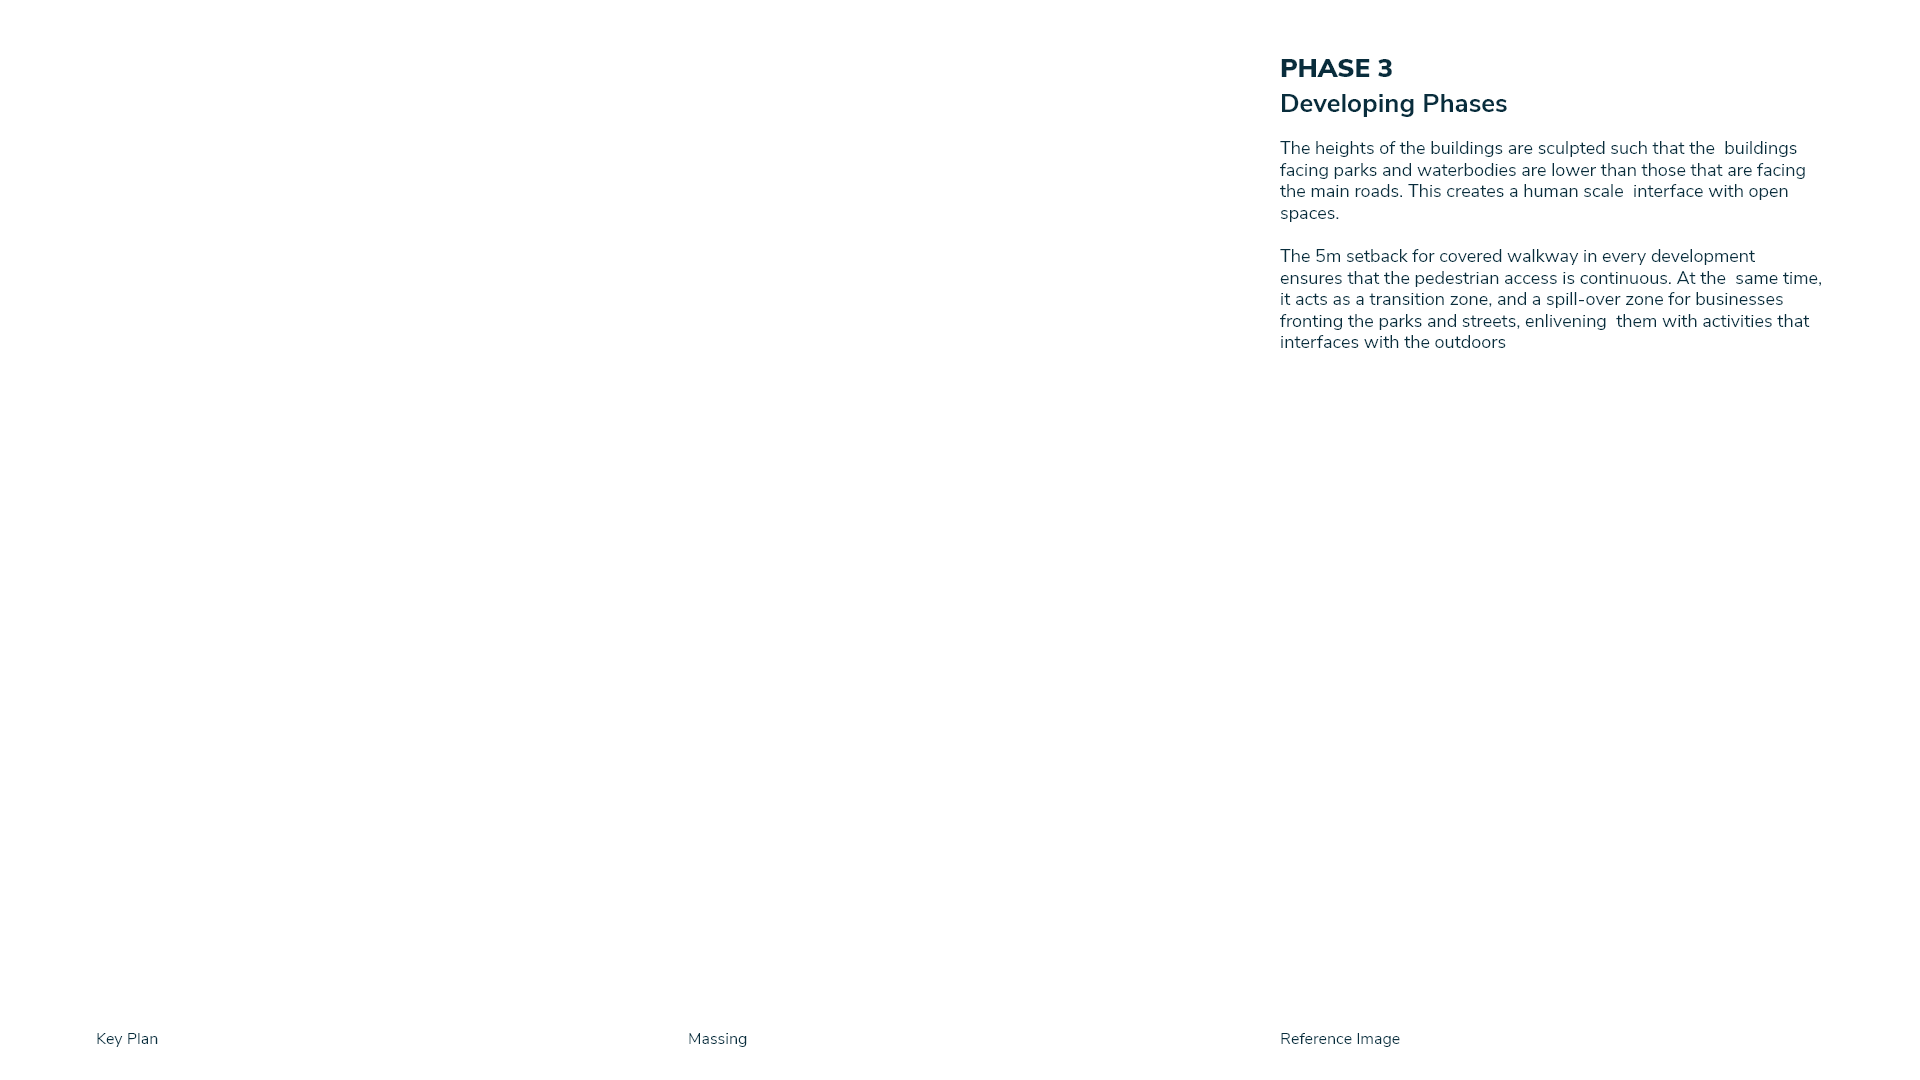 PHASE 3
Developing Phases
The heights of the buildings are sculpted such that the  buildings
facing parks and waterbodies are lower than those that are facing
the main roads. This creates a human scale  interface with open
spaces.
The 5m setback for covered walkway in every development
ensures that the pedestrian access is continuous. At the  same time,
it acts as a transition zone, and a spill-over zone for businesses
fronting the parks and streets, enlivening  them with activities that
interfaces with the outdoors
Key Plan
Massing
Reference Image